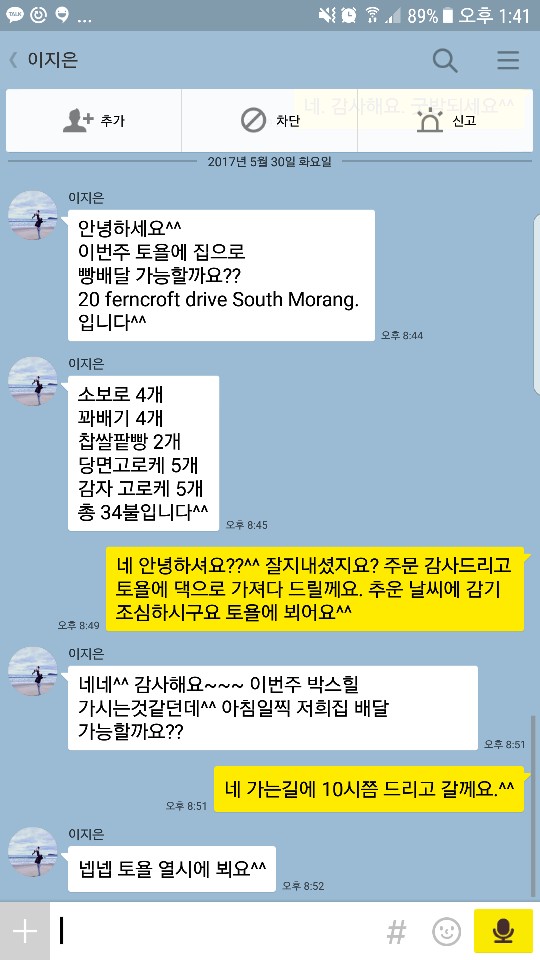 TALK
89% 오후 1:41
이지은
네. 감사해요. 굿밤되세요^^
추가
차단
신고
2017년 5월 30일 화요일
이지은
안녕하세요^^
이번주 토욜에 집으로
빵배달 가능할까요??
20 ferncroft drive South Morang.
입니다^^
오후 8:44
이지은
소보로 4개
꽈배기 4개
찹쌀팥빵 2개
당면고로케 5개
감자 고로케 5개
총 34불입니다^^
오후 8:45
네 안녕하셔요??^^ 잘지내셨지요? 주문 감사드리고
토욜에 댁으로 가져다 드릴께요. 추운 날씨에 감기
조심하시구요 토욜에 뵈어요^^
오후 8:49
이지은
네네^^ 감사해요~~~ 이번주 박스힐
가시는것같던데^^ 아침일찍 저희집 배달
가능할까요??
오후 8:51
네 가는길에 10시쯤 드리고 갈께요.^^
오후 8:51
이지은
넵넵 토욜 열시에 뵈요^^
오후 8:52
#